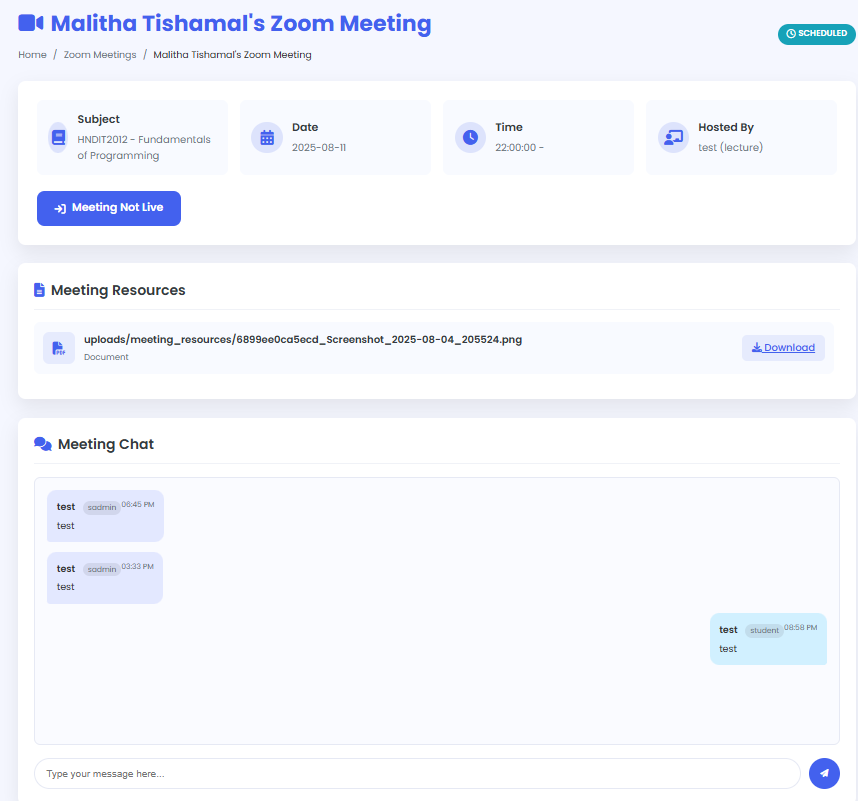 Malitha Tishamal's Zoom Meeting
SCHEDULED
Home / Zoom Meetings / Malitha Tishamal's Zoom Meeting
Subject
HNDIT2012 - Fundamentals
of Programming
Date
2025-08-11
Time
22:00:00 -
Hosted By
test (lecture)
Meeting Not Live
Meeting Resources
PDF
uploads/meeting_resources/6899ee0ca5ecd_Screenshot_2025-08-04_205524.png
Document
Download
Meeting Chat
test sadmin 06:45 PM
test
test sadmin 03:33 PM
test
test student 08:58 PM
test
Type your message here...